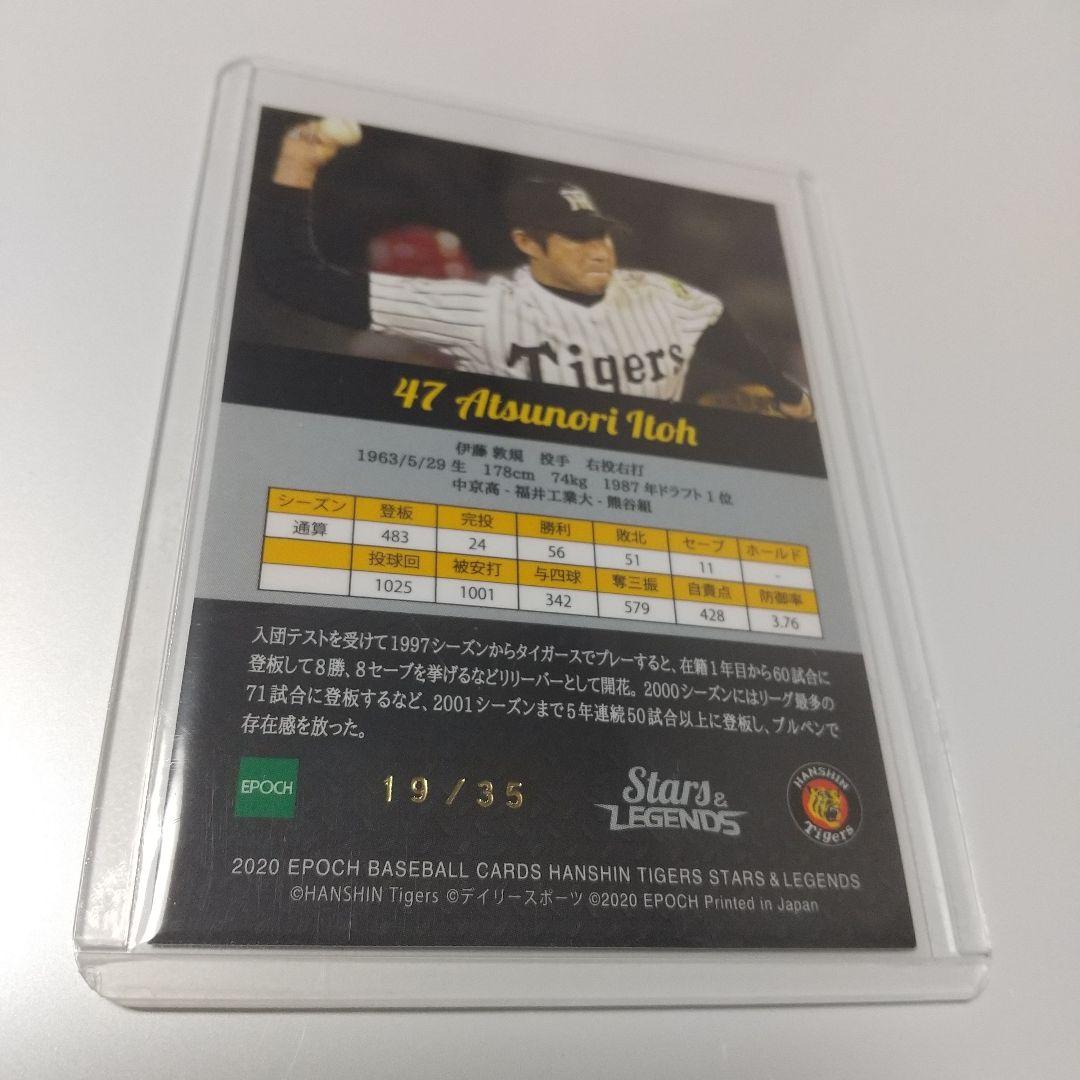 Tigers
47 Atsunori Itoh
伊藤 敦規 投手 右投右打
1963/5/29 生 178cm 74kg 1987 年ドラフト 1 位
中京高 - 福井工業大 - 熊谷組
シーズン 登板 完投 勝利 敗北 セーブ ホールド
通算 483 24 56 51 11 -
投球回 被安打 与四球 奪三振 自責点 防御率
1025 1001 342 579 428 3.76
入団テストを受けて1997シーズンからタイガースでプレーすると、在籍1年目から60試合に
登板して8勝、8セーブを挙げるなどリリーバーとして開花。2000シーズンにはリーグ最多の
71試合に登板するなど、2001シーズンまで5年連続50試合以上に登板し、ブルペンで
存在感を放った。
EPOCH
19/35
Stars &
LEGENDS
HANSHIN
Tigers
2020 EPOCH BASEBALL CARDS HANSHIN TIGERS STARS & LEGENDS
©HANSHIN Tigers ©デイリースポーツ ©2020 EPOCH Printed in Japan